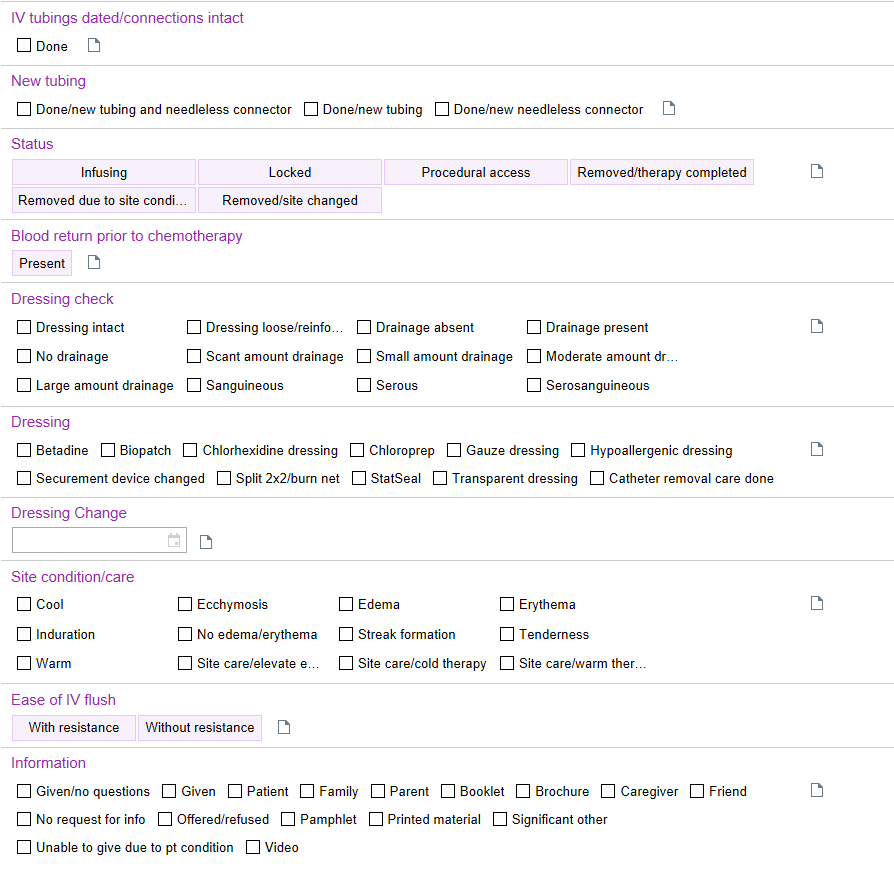 IV tubings dated/connections intact
Done
New tubing
Done/new tubing and needleless connector Done/new tubing Done/new needleless connector
Status
Infusing Locked Procedural access Removed/therapy completed
Removed due to site condi... Removed/site changed
Blood return prior to chemotherapy
Present
Dressing check
Dressing intact Dressing loose/reinfo... Drainage absent Drainage present
No drainage Scant amount drainage Small amount drainage Moderate amount dr...
Large amount drainage Sanguineous Serous Serosanguineous
Dressing
Betadine Biopatch Chlorhexidine dressing Chloroprep Gauze dressing Hypoallergenic dressing
Securement device changed Split 2x2/burn net StatSeal Transparent dressing Catheter removal care done
Dressing Change
Site condition/care
Cool Ecchymosis Edema Erythema
Induration No edema/erythema Streak formation Tenderness
Warm Site care/elevate e... Site care/cold therapy Site care/warm ther...
Ease of IV flush
With resistance Without resistance
Information
Given/no questions Given Patient Family Parent Booklet Brochure Caregiver Friend
No request for info Offered/refused Pamphlet Printed material Significant other
Unable to give due to pt condition Video